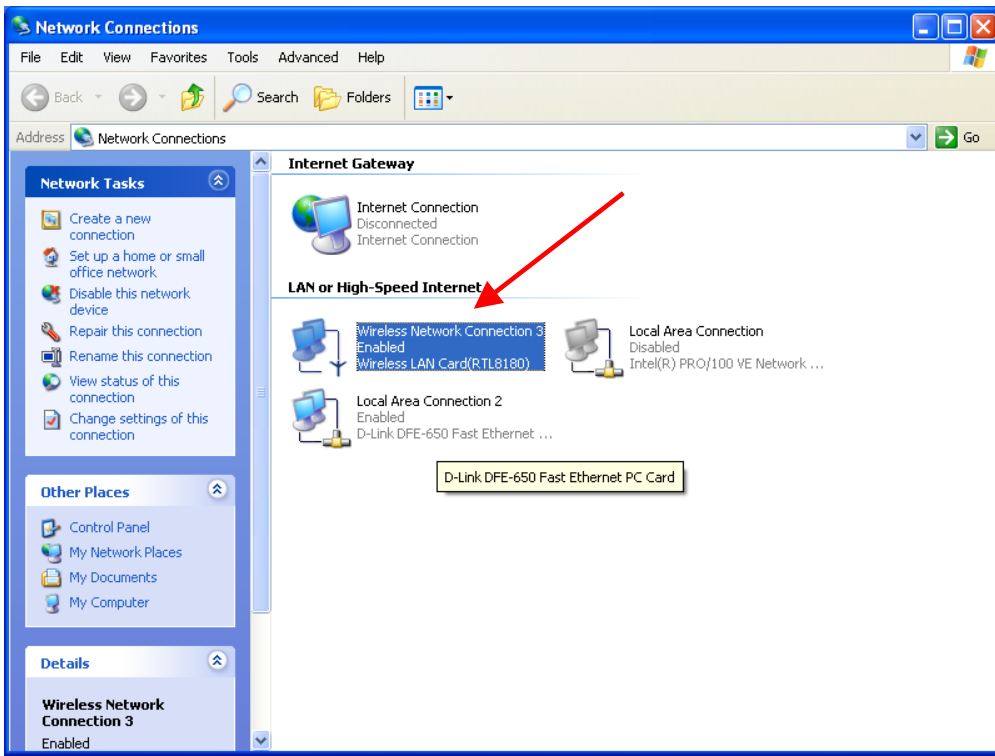 Network Connections
File Edit View Favorites Tools Advanced Help
Back Search Folders
Address Network Connections Go
Network Tasks
Create a new
connection
Set up a home or small
office network
Disable this network
device
Repair this connection
Rename this connection
View status of this
connection
Change settings of this
connection
Other Places
Control Panel
My Network Places
My Documents
My Computer
Details
Wireless Network
Connection 3
Enabled
Internet Gateway
Internet Connection
Disconnected
Internet Connection
LAN or High-Speed Internet
Wireless Network Connection 3
Enabled
Wireless LAN Card(RTL8180)
Local Area Connection
Disabled
Intel(R) PRO/100 VE Network ...
Local Area Connection 2
Enabled
D-Link DFE-650 Fast Ethernet ...
D-Link DFE-650 Fast Ethernet PC Card